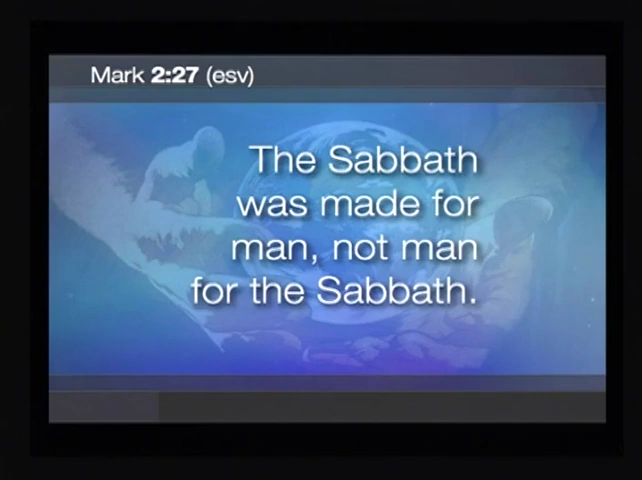 Mark 2:27 (esv)
The Sabbath
was made for
man, not man
for the Sabbath.